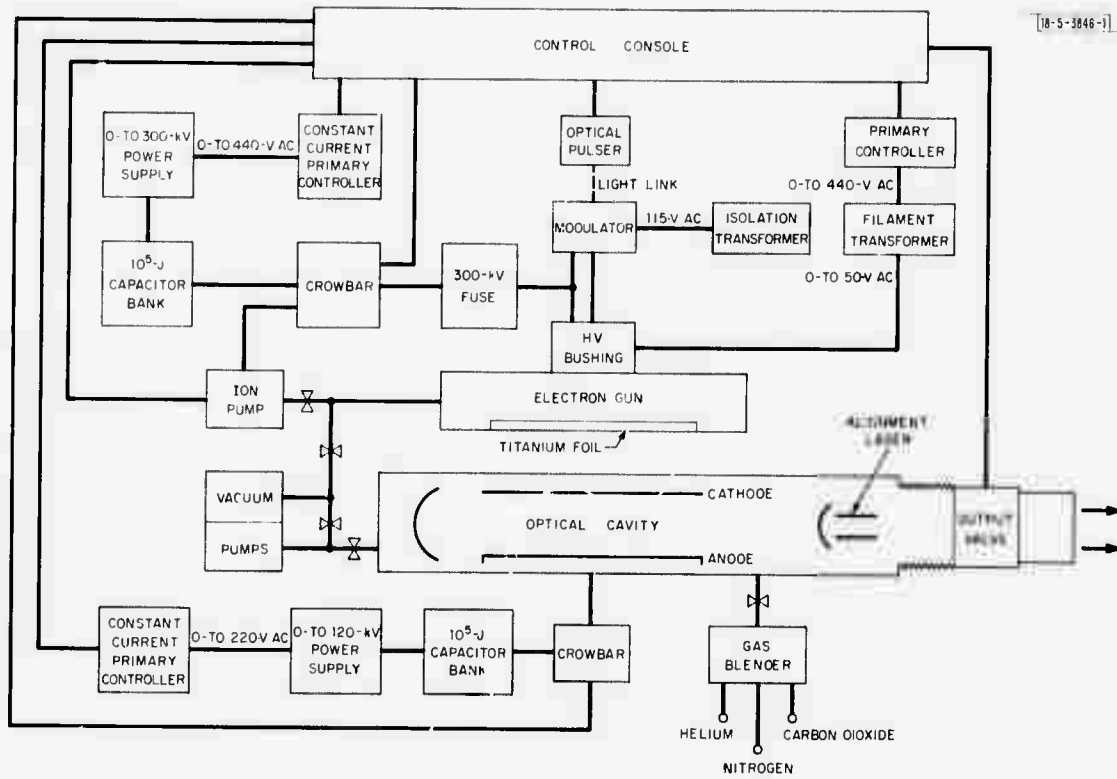 18-5-3846-1
CONTROL CONSOLE
0-TO 300-kV
POWER
SUPPLY
0-TO 440-V AC
CONSTANT
CURRENT
PRIMARY
CONTROLLER
OPTICAL
PULSER
PRIMARY
CONTROLLER
LIGHT LINK
0-TO 440-V AC
MODULATOR
115-V AC
ISOLATION
TRANSFORMER
FILAMENT
TRANSFORMER
10⁵-J
CAPACITOR
BANK
CROWBAR
300-kV
FUSE
0-TO 50-V AC
HV
BUSHING
ION
PUMP
ELECTRON GUN
TITANIUM FOIL
ALIGNMENT
LASER
VACUUM
PUMPS
CATHODE
OPTICAL CAVITY
ANODE
OUTPUT
VALVE
CONSTANT
CURRENT
PRIMARY
CONTROLLER
0-TO 220-V AC
0-TO 120-kV
POWER
SUPPLY
10⁵-J
CAPACITOR
BANK
CROWBAR
GAS
BLENDER
HELIUM
CARBON DIOXIDE
NITROGEN